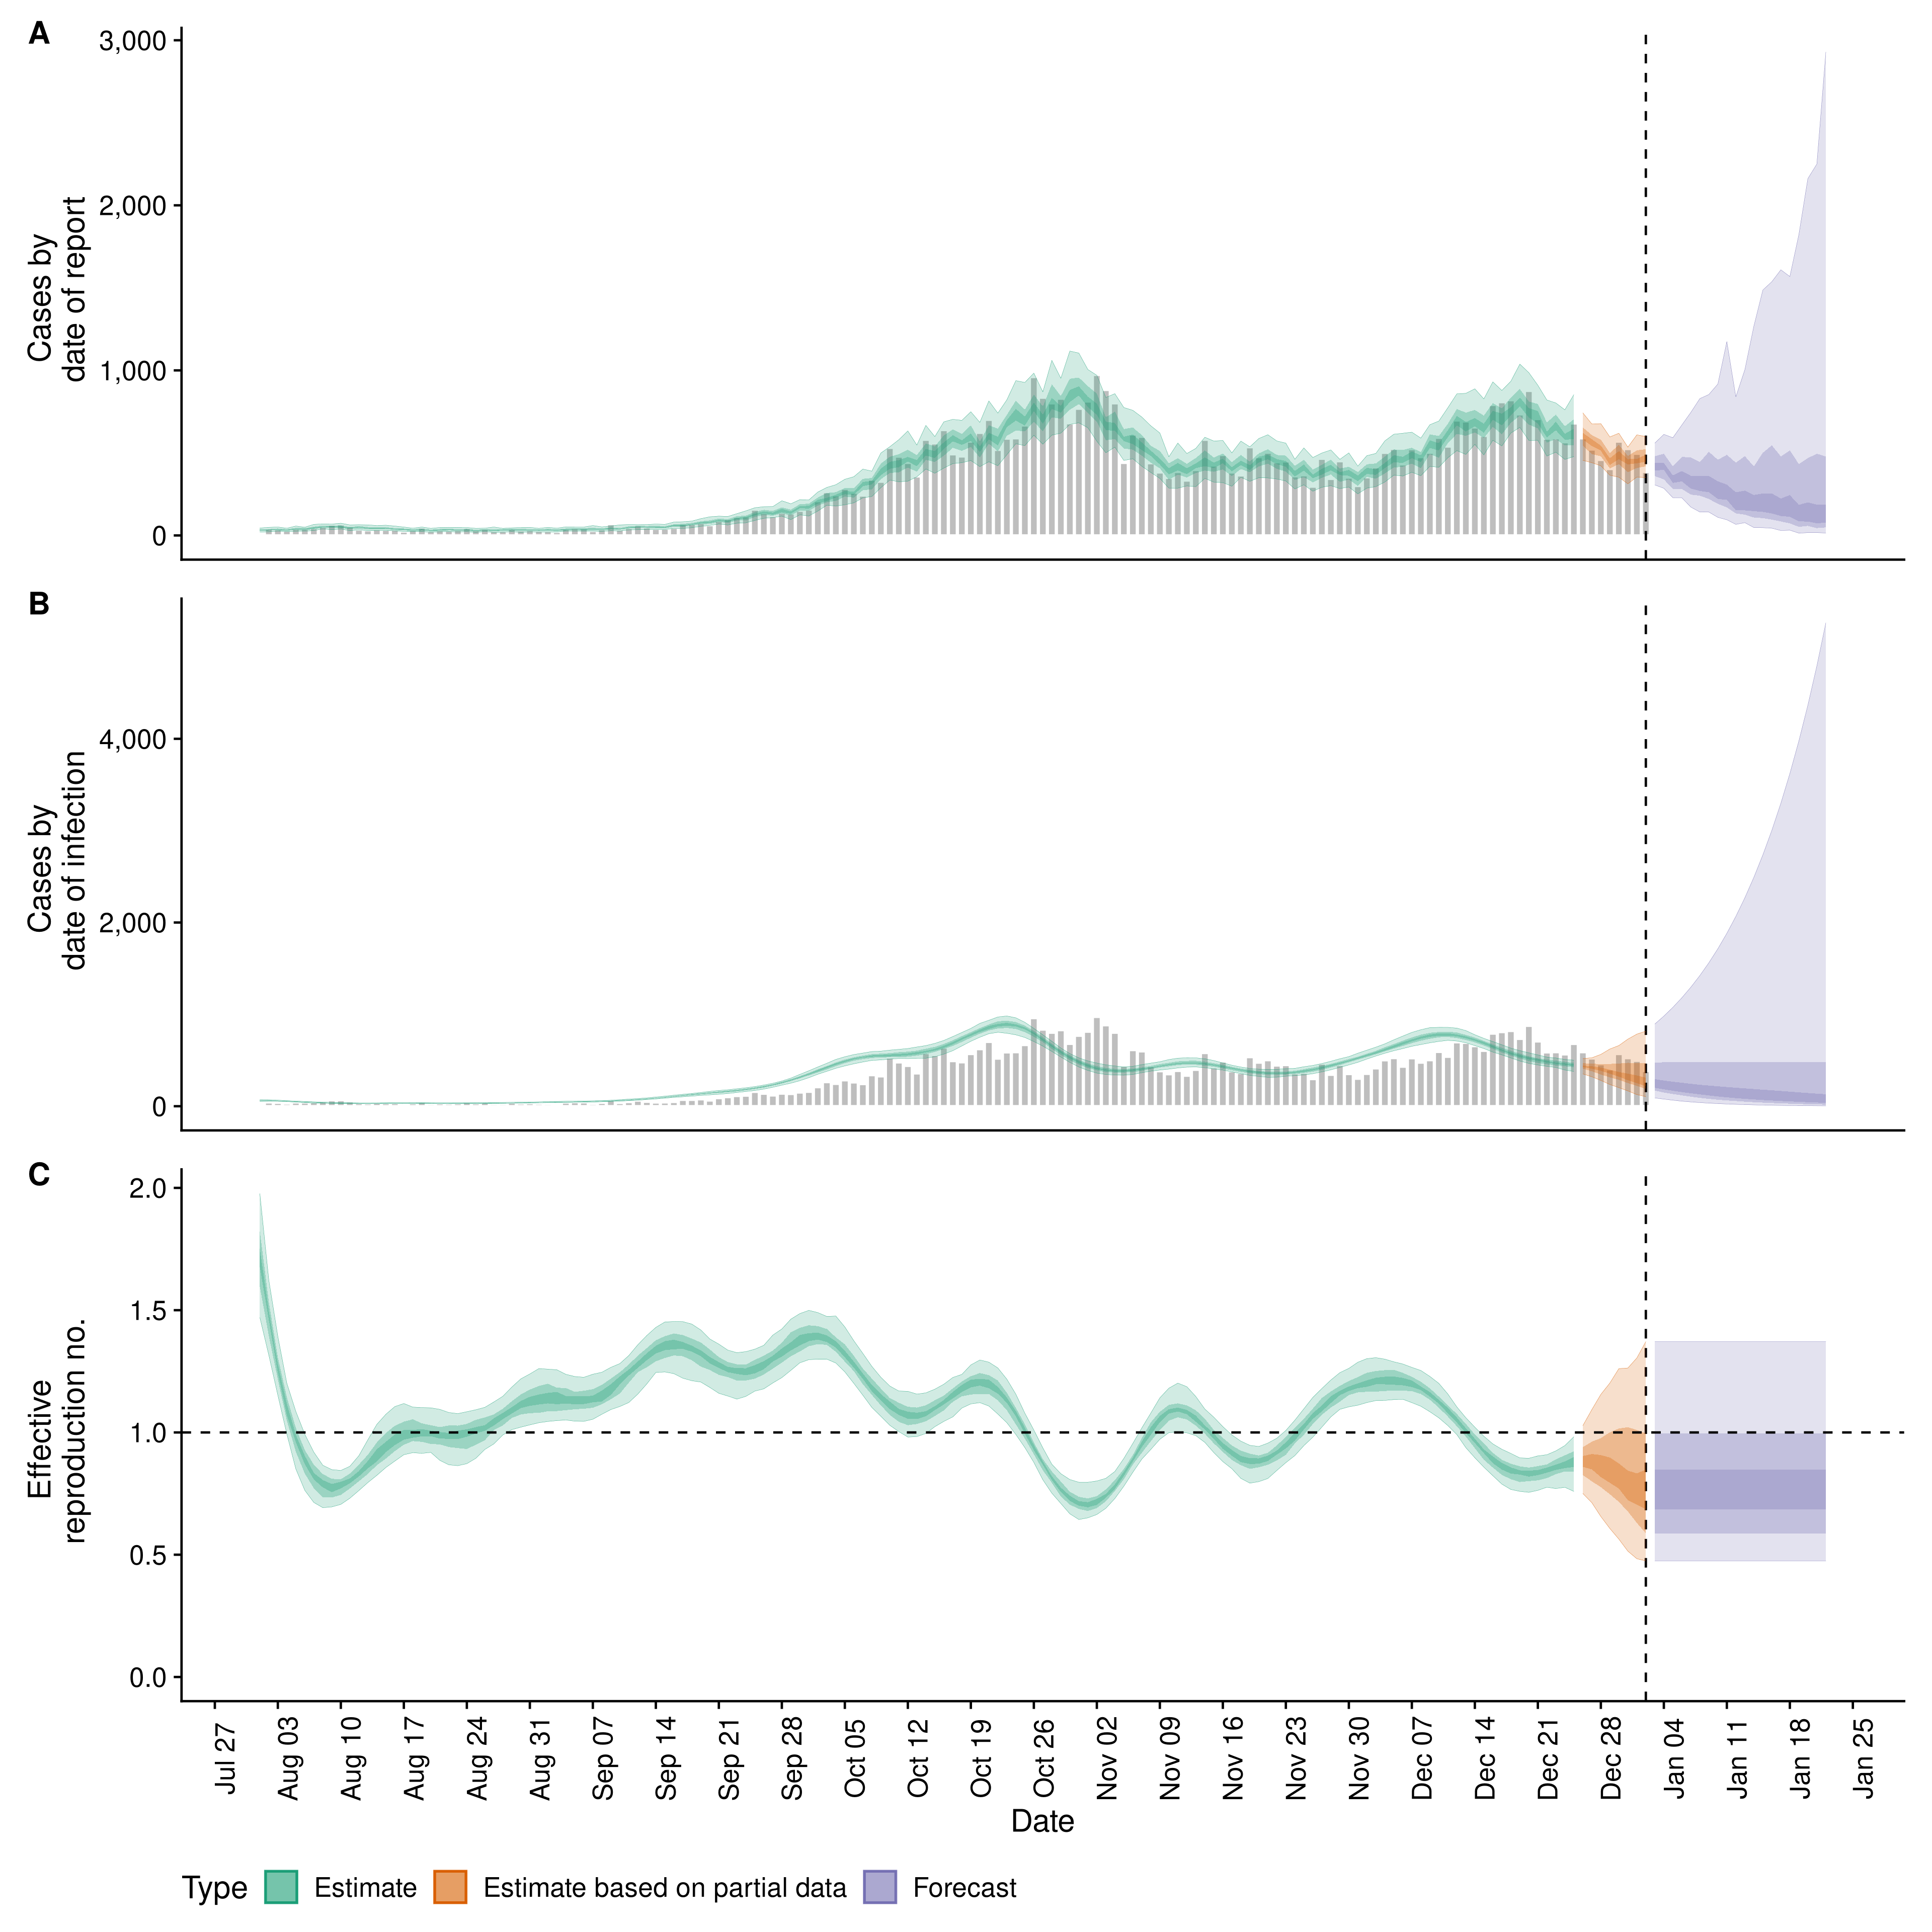 A
Cases by
date of report
3,000
2,000
1,000
0
B
Cases by
date of infection
4,000
2,000
0
C
Effective
reproduction no.
2.0
1.5
1.0
0.5
0.0
Jul 27
Aug 03
Aug 10
Aug 17
Aug 24
Aug 31
Sep 07
Sep 14
Sep 21
Sep 28
Oct 05
Oct 12
Oct 19
Oct 26
Nov 02
Nov 09
Nov 16
Nov 23
Nov 30
Dec 07
Dec 14
Dec 21
Dec 28
Jan 04
Jan 11
Jan 18
Jan 25
Date
Type Estimate Estimate based on partial data Forecast